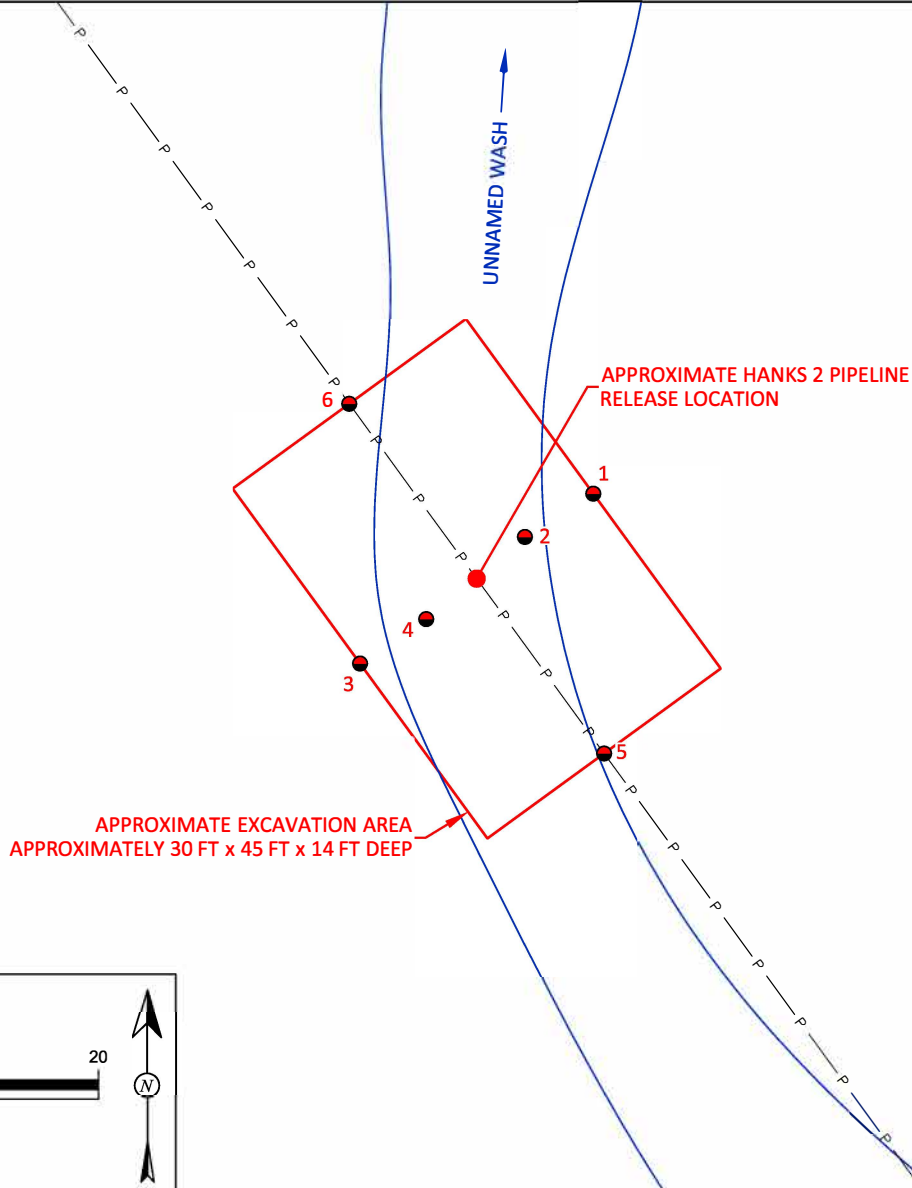 P
P
P
P
P
P
P
UNNAMED WASH
APPROXIMATE HANKS 2 PIPELINE
RELEASE LOCATION
P
6
P
1
P
2
P
P
4
P
3
P
5
P
APPROXIMATE EXCAVATION AREA
APPROXIMATELY 30 FT x 45 FT x 14 FT DEEP
P
P
P
P
20
N
P
P